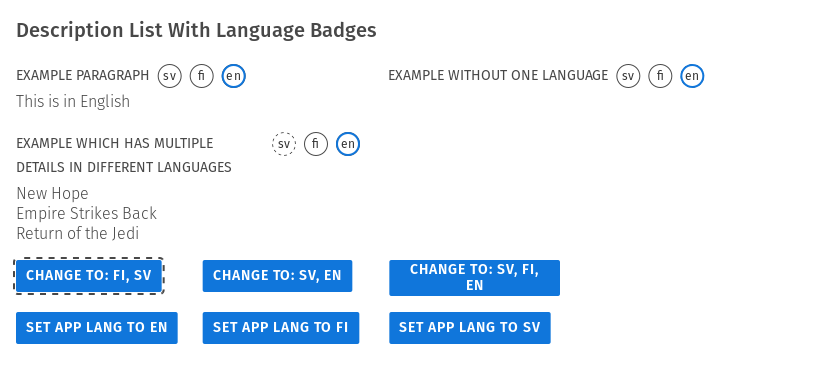 Description List With Language Badges
EXAMPLE PARAGRAPH sv fi en
EXAMPLE WITHOUT ONE LANGUAGE sv fi en
This is in English
EXAMPLE WHICH HAS MULTIPLE sv fi en
DETAILS IN DIFFERENT LANGUAGES
New Hope
Empire Strikes Back
Return of the Jedi
CHANGE TO: FI, SV
CHANGE TO: SV, EN
CHANGE TO: SV, FI,
EN
SET APP LANG TO EN
SET APP LANG TO FI
SET APP LANG TO SV